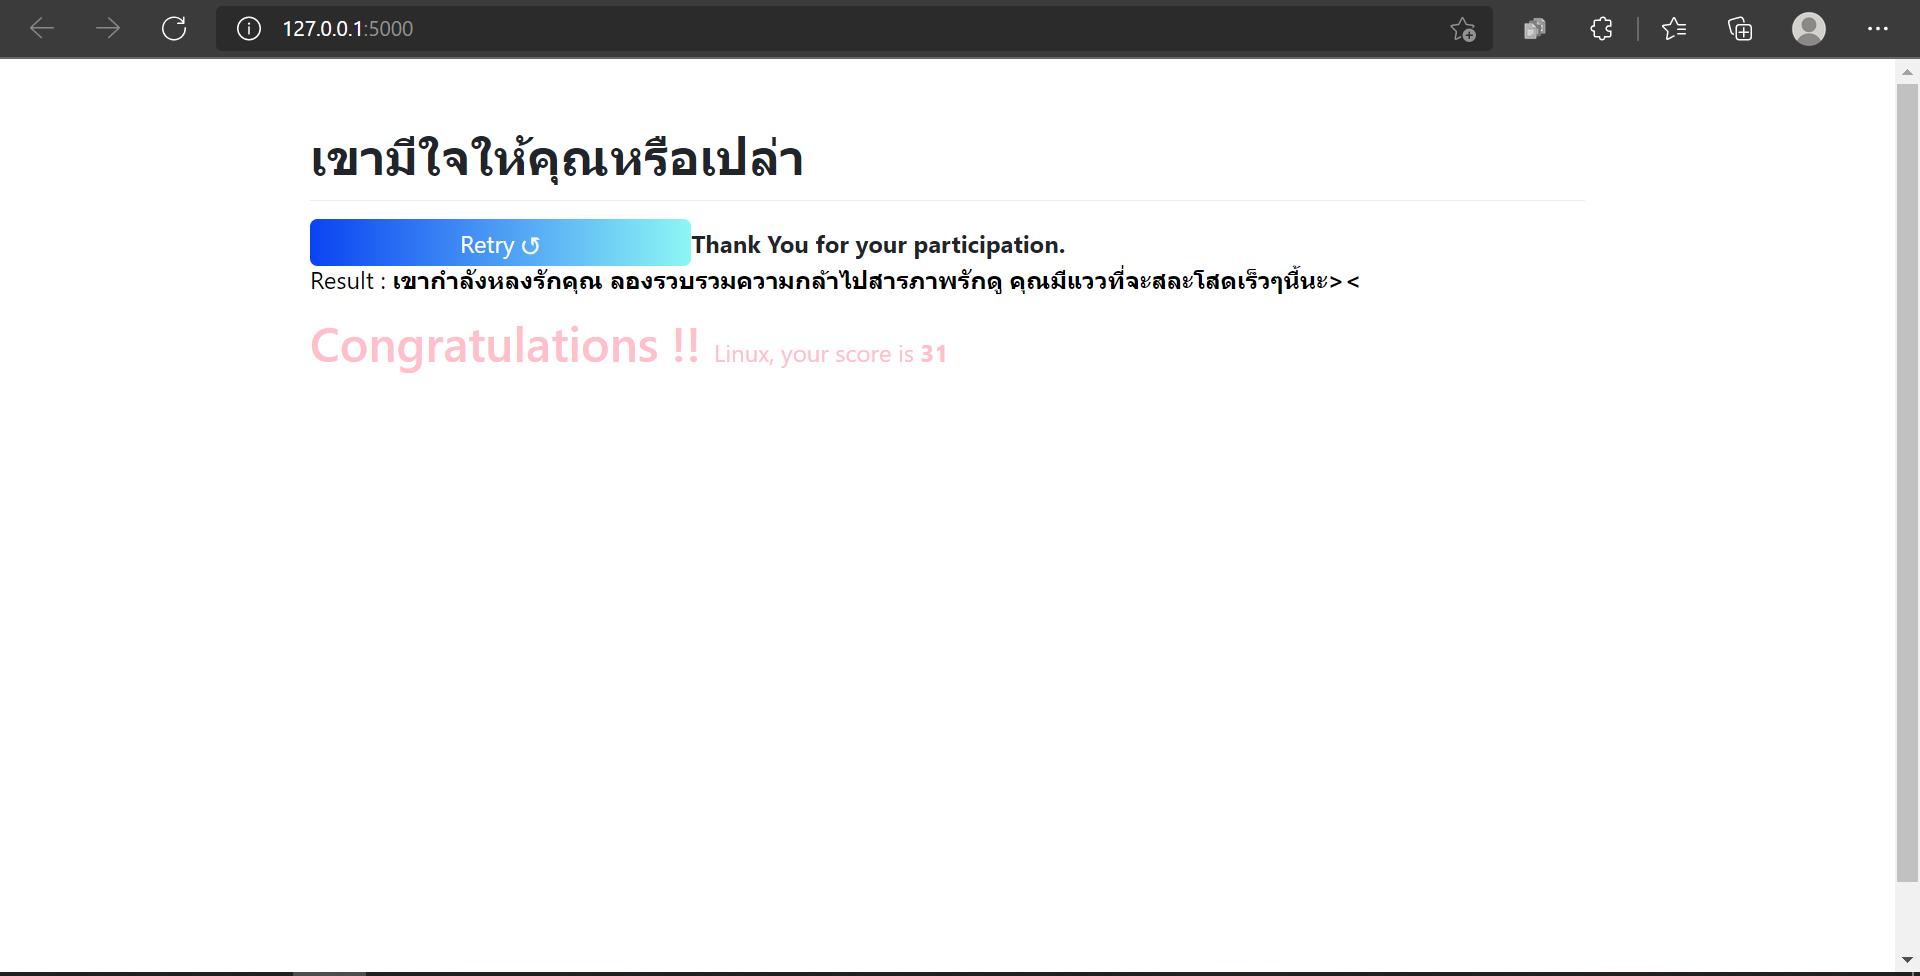 127.0.0.1:5000
เขามีใจให้คุณหรือเปล่า
Retry ↺ Thank You for your participation.
Result : เขากำลังหลงรักคุณ ลองรวบรวมความกล้าไปสารภาพรักดู คุณมีแววที่จะสละโสดเร็วๆนี้นะ><
Congratulations !! Linux, your score is 31